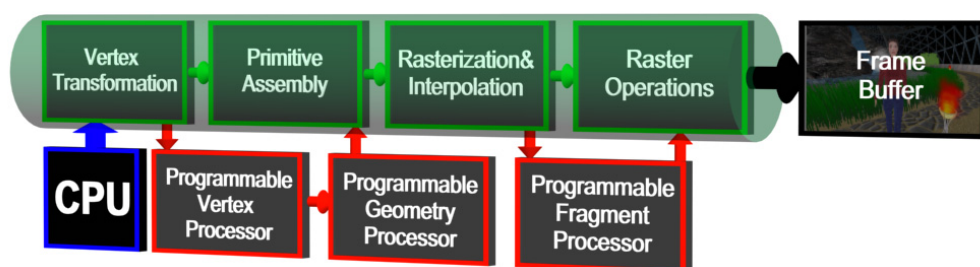 Vertex
Transformation
Primitive
Assembly
Rasterization&
Interpolation
Raster
Operations
Frame
Buffer
CPU
Programmable
Vertex
Processor
Programmable
Geometry
Processor
Programmable
Fragment
Processor